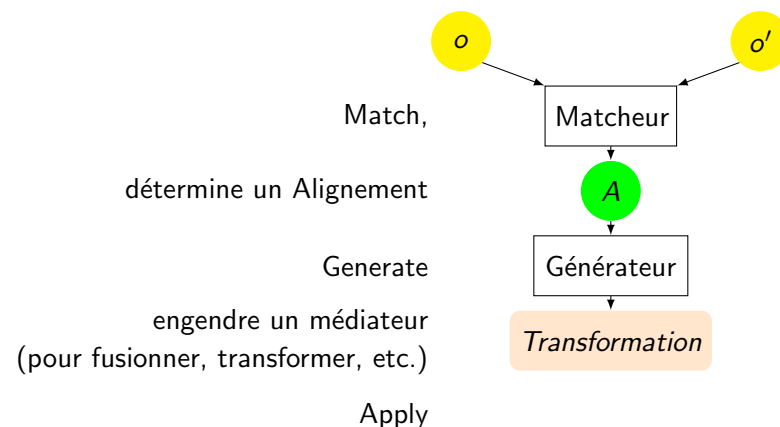 o
o′
Match,
Matcheur
détermine un Alignement
A
Generate
Générateur
engendre un médiateur
(pour fusionner, transformer, etc.)
Transformation
Apply